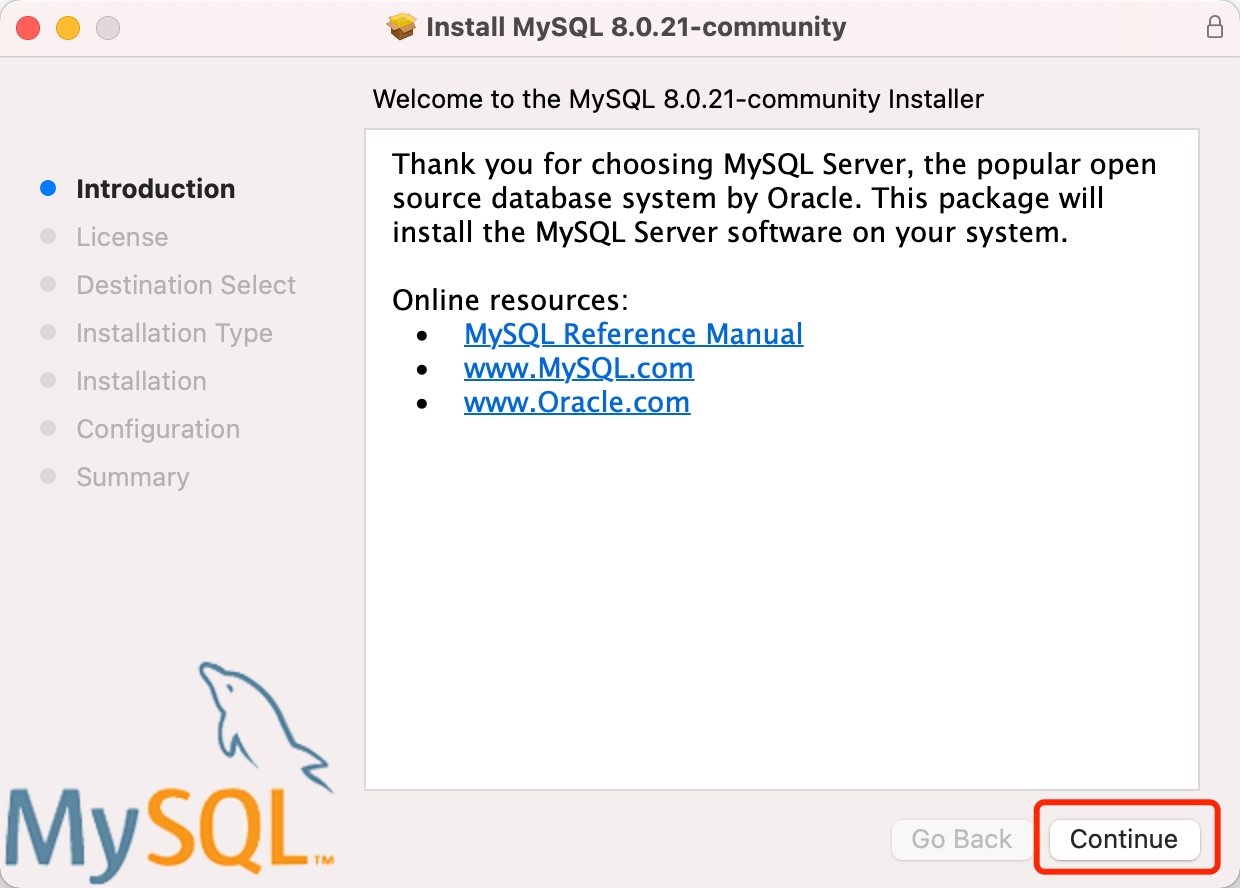 Install MySQL 8.0.21-community
Welcome to the MySQL 8.0.21-community Installer
Introduction
License
Destination Select
Installation Type
Installation
Configuration
Summary
Thank you for choosing MySQL Server, the popular open
source database system by Oracle. This package will
install the MySQL Server software on your system.
Online resources:
• MySQL Reference Manual
• www.MySQL.com
• www.Oracle.com
MySQL™
Go Back
Continue